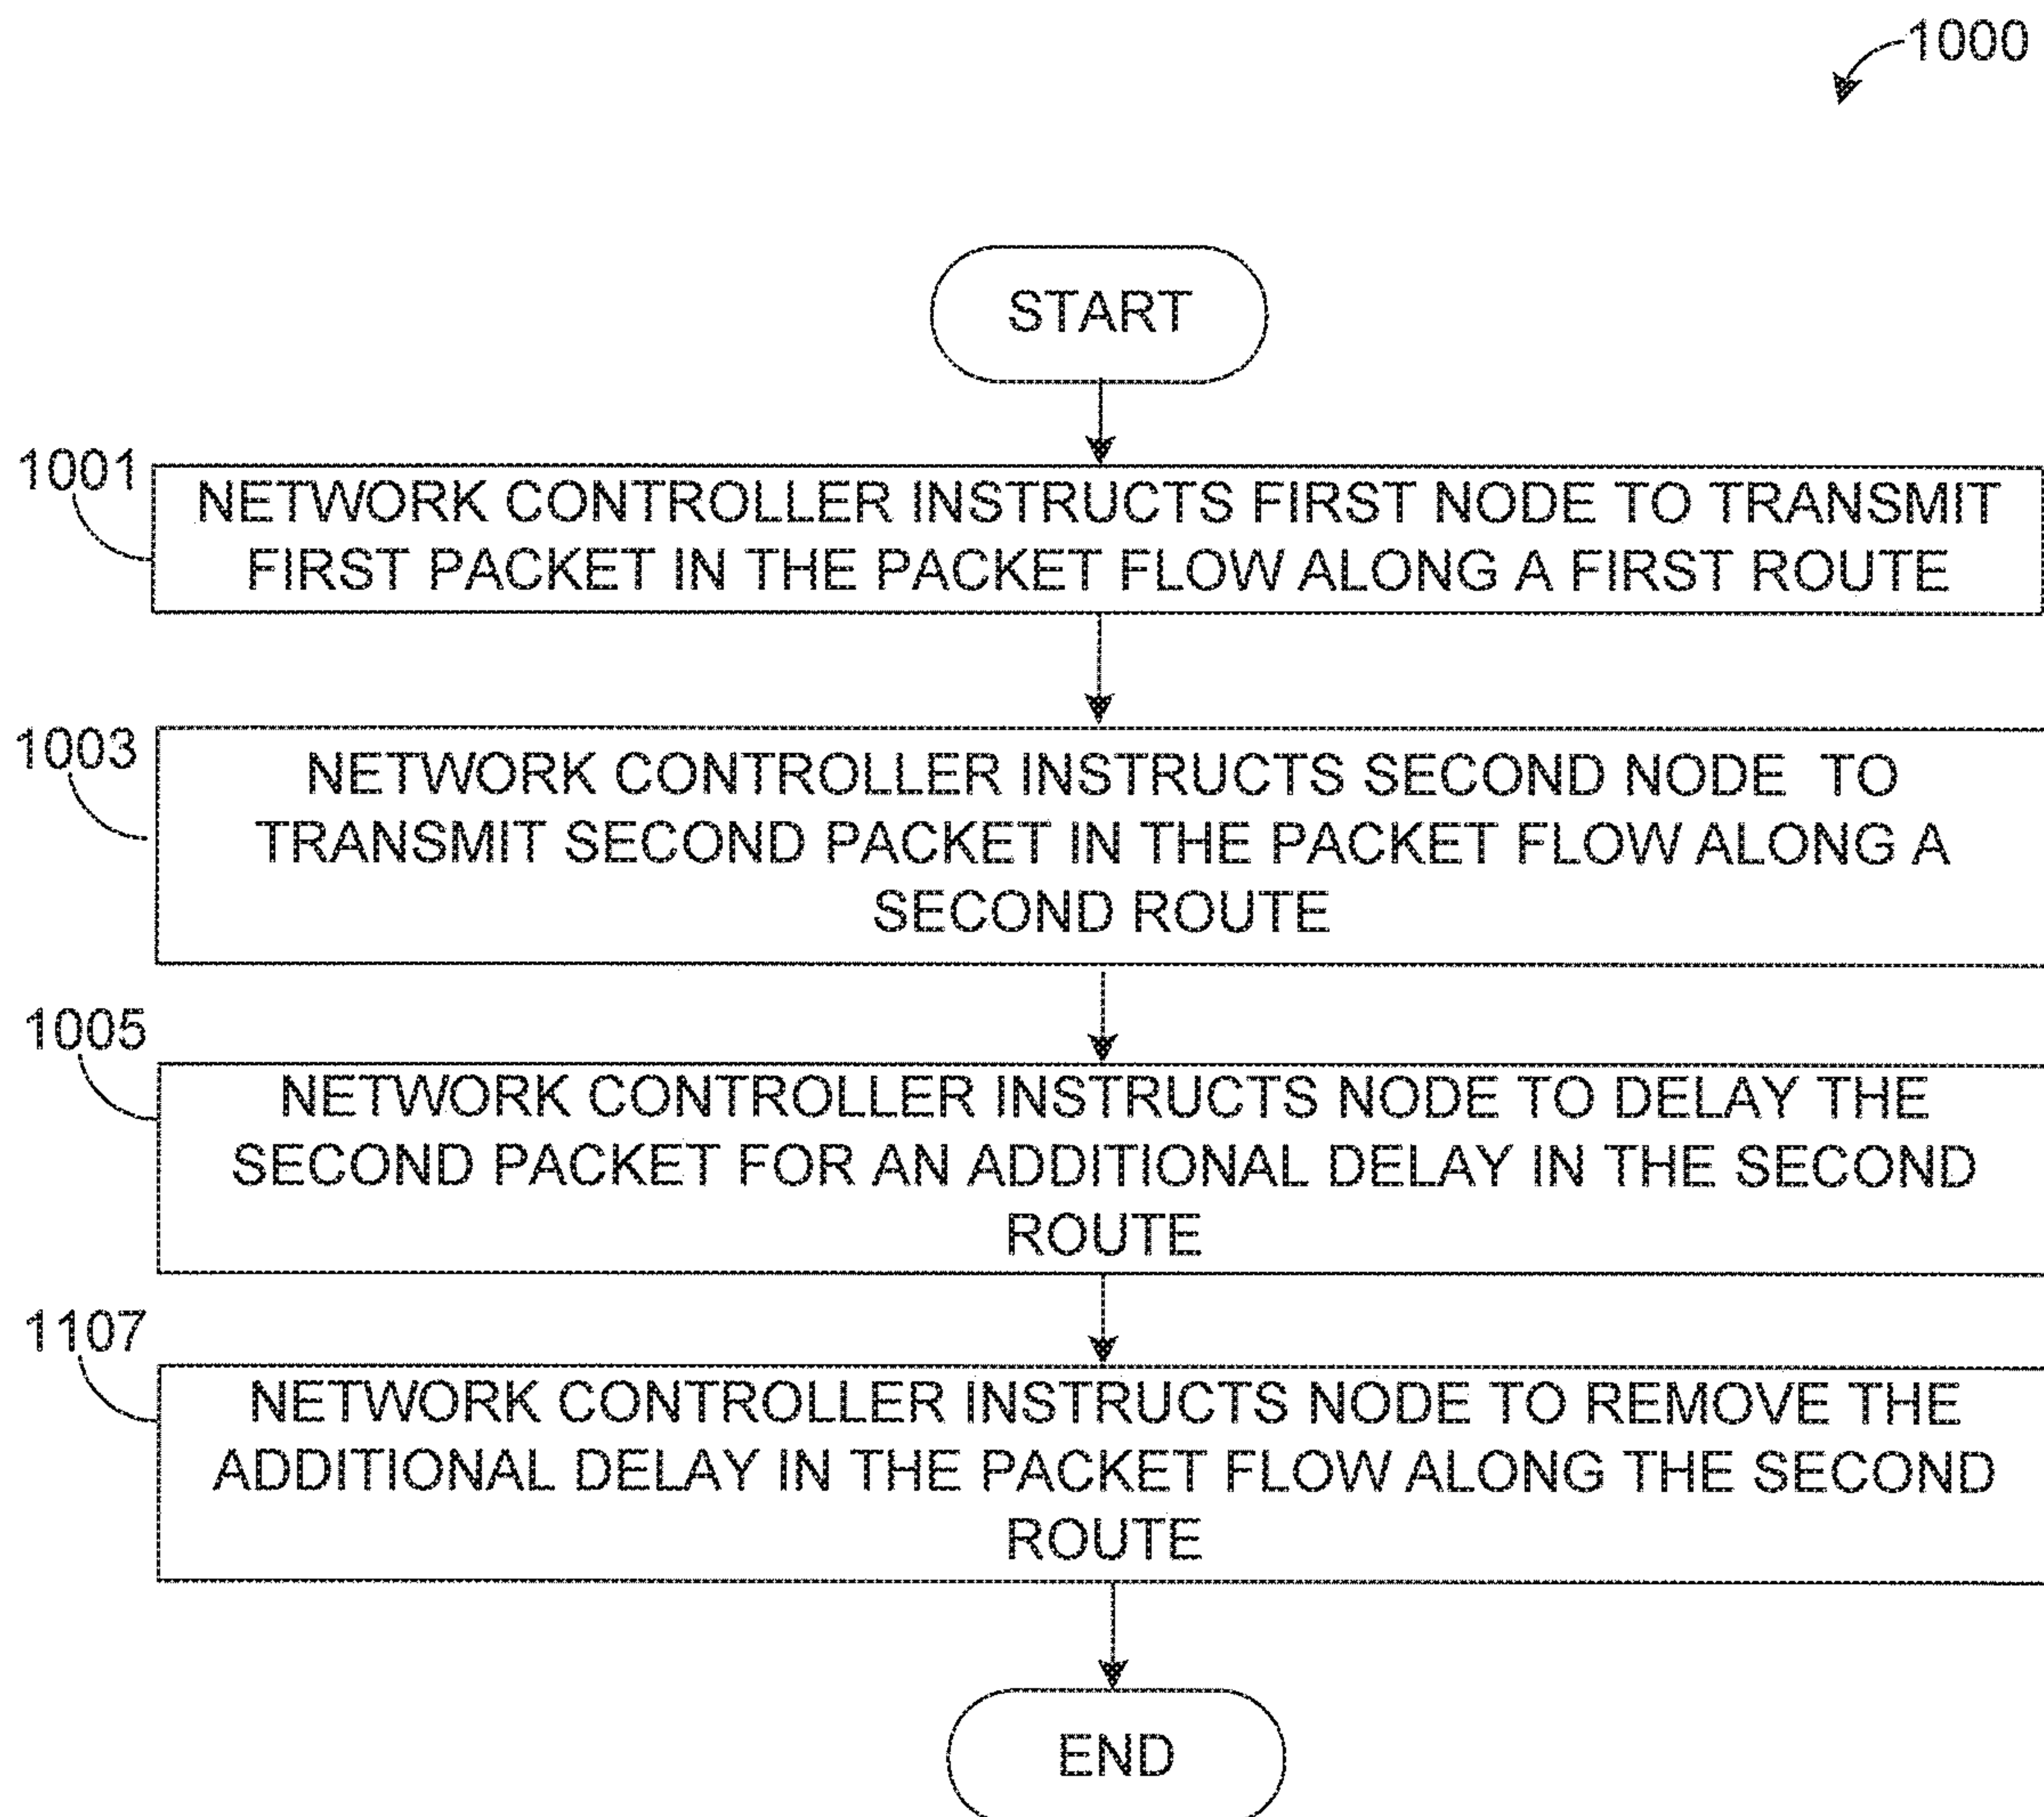 1000
START
1001
NETWORK CONTROLLER INSTRUCTS FIRST NODE TO TRANSMIT
FIRST PACKET IN THE PACKET FLOW ALONG A FIRST ROUTE
1003
NETWORK CONTROLLER INSTRUCTS SECOND NODE TO
TRANSMIT SECOND PACKET IN THE PACKET FLOW ALONG A
SECOND ROUTE
1005
NETWORK CONTROLLER INSTRUCTS NODE TO DELAY THE
SECOND PACKET FOR AN ADDITIONAL DELAY IN THE SECOND
ROUTE
1107
NETWORK CONTROLLER INSTRUCTS NODE TO REMOVE THE
ADDITIONAL DELAY IN THE PACKET FLOW ALONG THE SECOND
ROUTE
END